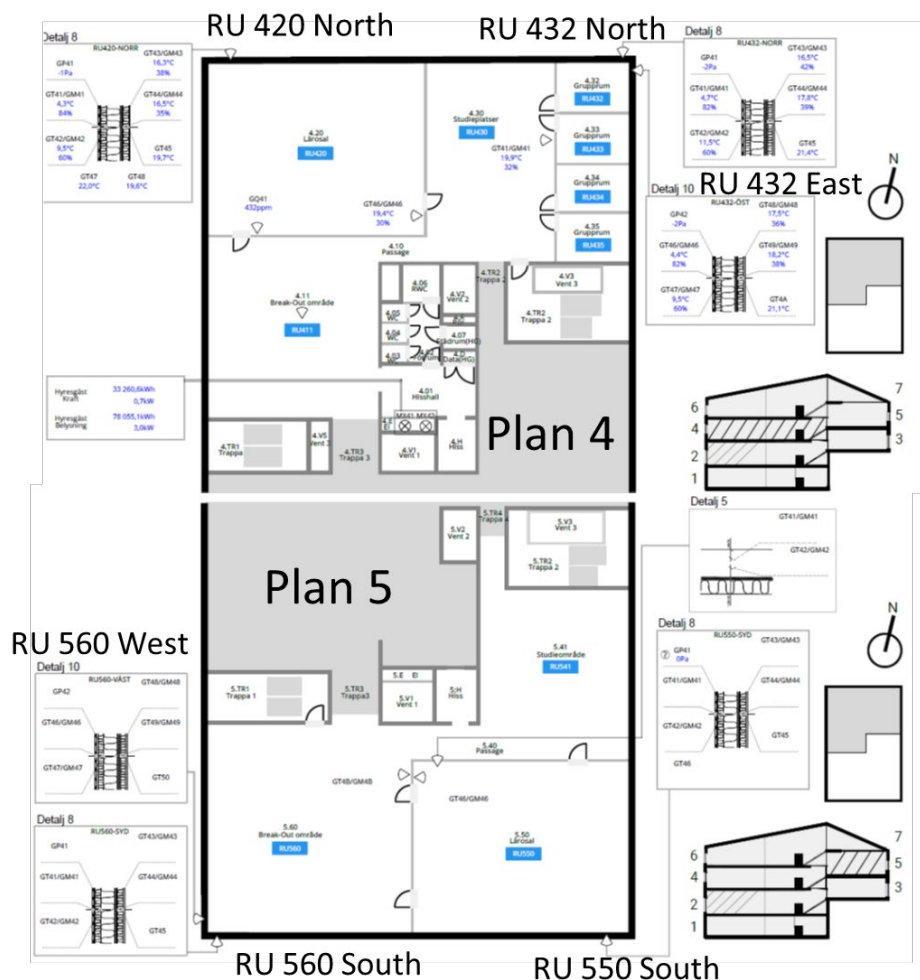 RU 420 North
RU 432 North
Detalj 8
RU420-NORR
GT43/GM43
16,3°C
38%
GP41
-1Pa
GT41/GM41
4,3°C
84%
GT44/GM44
16,5°C
35%
GT42/GM42
9,5°C
60%
GT45
19,7°C
GT47
22,0°C
GT48
19,6°C
4.20
Lärosal
RU420
GQ41
432ppm
GT46/GM46
19,4°C
30%
4.30
Studieplatser
RU430
GT41/GM41
19,9°C
32%
4.32
Grupprum
RU432
4.33
Grupprum
RU433
4.34
Grupprum
RU434
4.35
Grupprum
RU435
Detalj 8
RU432-NORR
GT43/GM43
16,5°C
42%
GP41
-2Pa
GT41/GM41
4,7°C
82%
GT44/GM44
17,8°C
39%
GT42/GM42
11,5°C
60%
GT45
21,4°C
N
RU 432 East
Detalj 10
RU432-ÖST
GT48/GM48
17,5°C
36%
GP42
-2Pa
GT46/GM46
4,4°C
82%
GT49/GM49
18,2°C
38%
GT47/GM47
9,5°C
60%
GT4A
21,1°C
4.10
Passage
4.11
Break-Out område
RU411
4.06
RWC
4.05
WC
4.04
WC
4.03
WC
4.V2
Vent 2
4.07
Städrum(HG)
Data(HG)
4.TR2
Trappa 2
4.V3
Vent 3
4.TR2
Trappa 2
4.01
Hisshall
MX41 MX42
4.E
El
4.V1
Vent 1
4.H
Hiss
4.TR1
Trappa
4.V5
Vent
4.TR3
Trappa 3
Hyresgäst
Kraft
33 260,6kWh
0,7kW
Hyresgäst
Belysning
78 055,1kWh
3,0kW
Plan 4
6
4
2
1
7
5
3
Plan 5
5.V2
Vent 2
5.TR4
Trappa
5.V3
Vent 3
5.TR2
Trappa 2
Detalj 5
GT41/GM41
GT42/GM42
N
RU 560 West
Detalj 10
RU560-VÄST
GT48/GM48
GP42
GT46/GM46
GT49/GM49
GT47/GM47
GT50
5.TR1
Trappa 1
5.TR3
Trappa3
5.E El
5.V1
Vent 1
5.H
Hiss
5.41
Studieområde
RU541
Detalj 8
RU550-SYD
GT43/GM43
GP41
0Pa
GT41/GM41
GT44/GM44
GT42/GM42
GT45
GT46
5.40
Passage
GT48/GM48
GT46/GM46
5.60
Break-Out område
RU560
5.50
Lärosal
RU550
Detalj 8
RU560-SYD
GT43/GM43
GP41
GT41/GM41
GT44/GM44
GT42/GM42
GT45
6
4
2
1
7
5
3
RU 560 South
RU 550 South